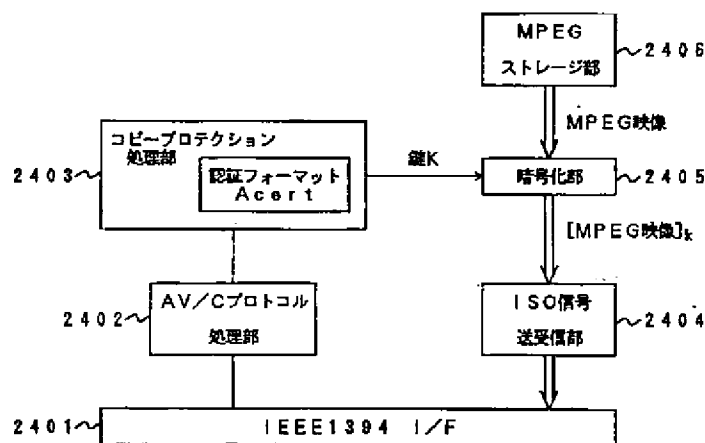 MPEG
ストレージ部
2406
MPEG映像
コピープロテクション
処理部
認証フォーマット
Acert
2403
鍵K
暗号化部
2405
[MPEG映像]k
AV/Cプロトコル
処理部
2402
ISO信号
送受信部
2404
2401
IEEE1394 I/F